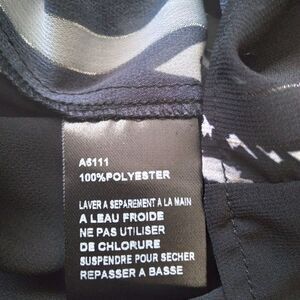 A6111
100%POLYESTER
LAVER A SEPAREMENT A LA MAIN
A LEAU FROIDE
NE PAS UTILISER
DE CHLORURE
SUSPENDRE POUR SECHER
REPASSER A BASSE